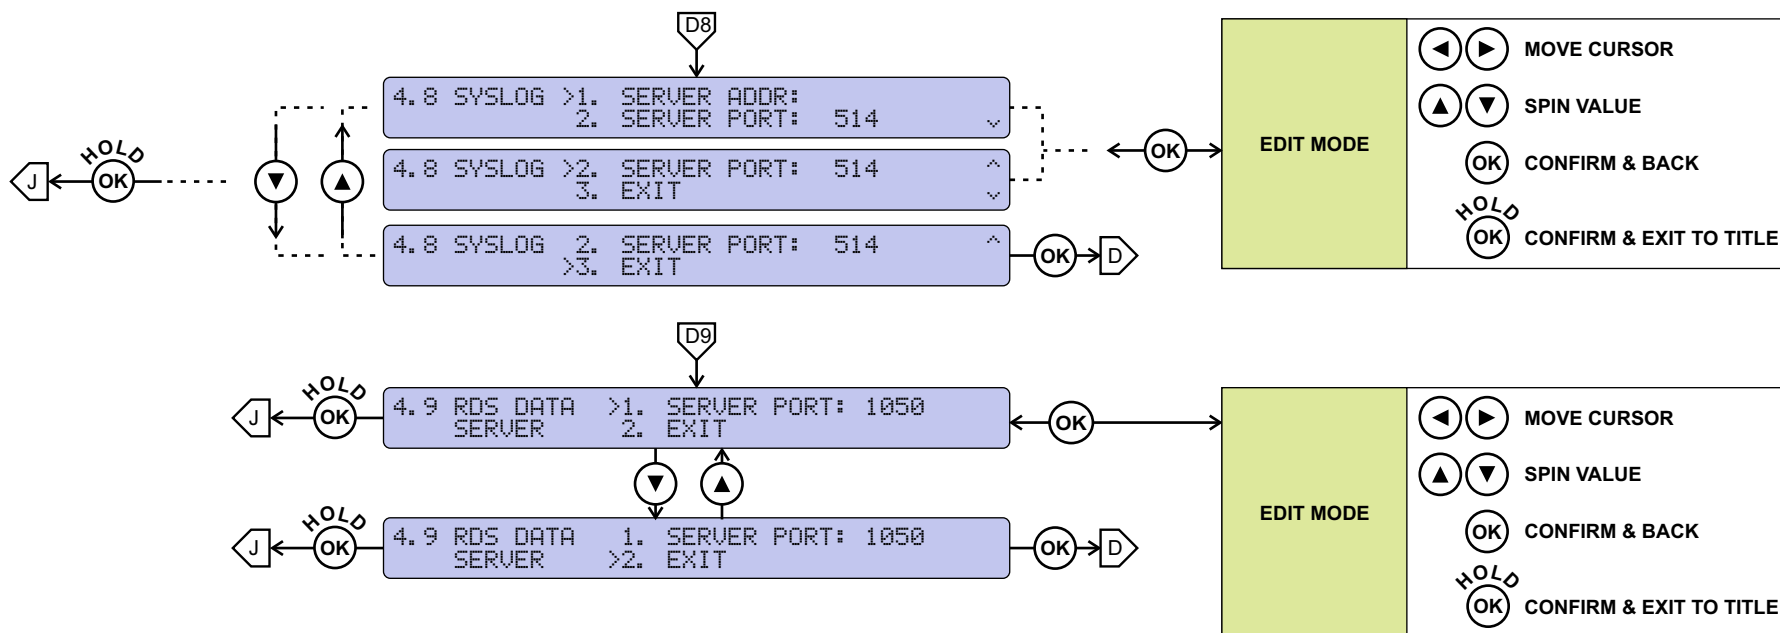 D8
4.8 SYSLOG >1. SERVER ADDR:
2. SERVER PORT: 514 ⌄
HOLD
J OK ▼ ▲
4.8 SYSLOG >2. SERVER PORT: 514 ^
3. EXIT ⌄
4.8 SYSLOG 2. SERVER PORT: 514 ^
>3. EXIT
OK D
OK
EDIT MODE
◄ ► MOVE CURSOR
▲ ▼ SPIN VALUE
OK CONFIRM & BACK
HOLD
OK CONFIRM & EXIT TO TITLE
D9
HOLD
J OK
4.9 RDS DATA >1. SERVER PORT: 1050
SERVER 2. EXIT
OK
▼ ▲
HOLD
J OK
4.9 RDS DATA 1. SERVER PORT: 1050
SERVER >2. EXIT
OK D
EDIT MODE
◄ ► MOVE CURSOR
▲ ▼ SPIN VALUE
OK CONFIRM & BACK
HOLD
OK CONFIRM & EXIT TO TITLE